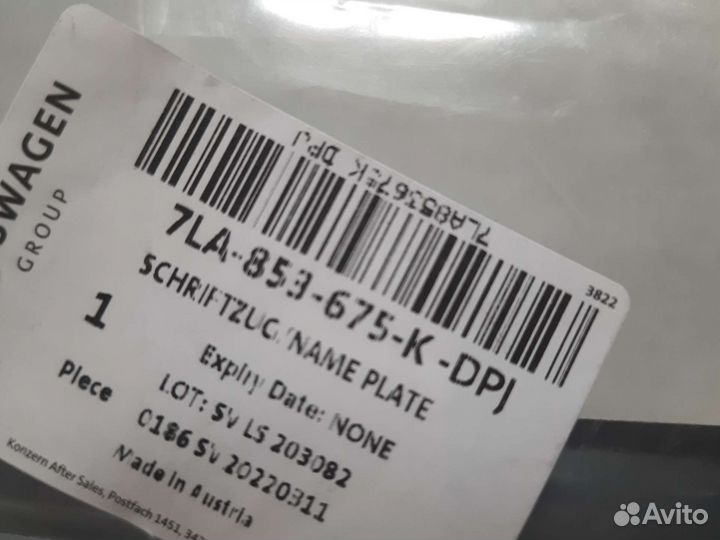 SWAGEN
GROUP
7LA853675K DPJ
3822
7LA-853-675-K -DPJ
SCHRIFTZUG/NAME PLATE
1
Piece
Expiry Date: NONE
LOT: SV LS 203082
0186 SV 20220311
Made in Austria
Konzern After Sales, Postfach 1451, 342
Avito